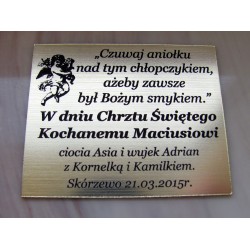 „Czuwaj aniołku
nad tym chłopczykiem,
ażeby zawsze
był Bożym smykiem.”
W dniu Chrztu Świętego
Kochanemu Maciusiowi
ciocia Asia i wujek Adrian
z Kornelką i Kamilkiem.
Skórzewo 21.03.2015r.